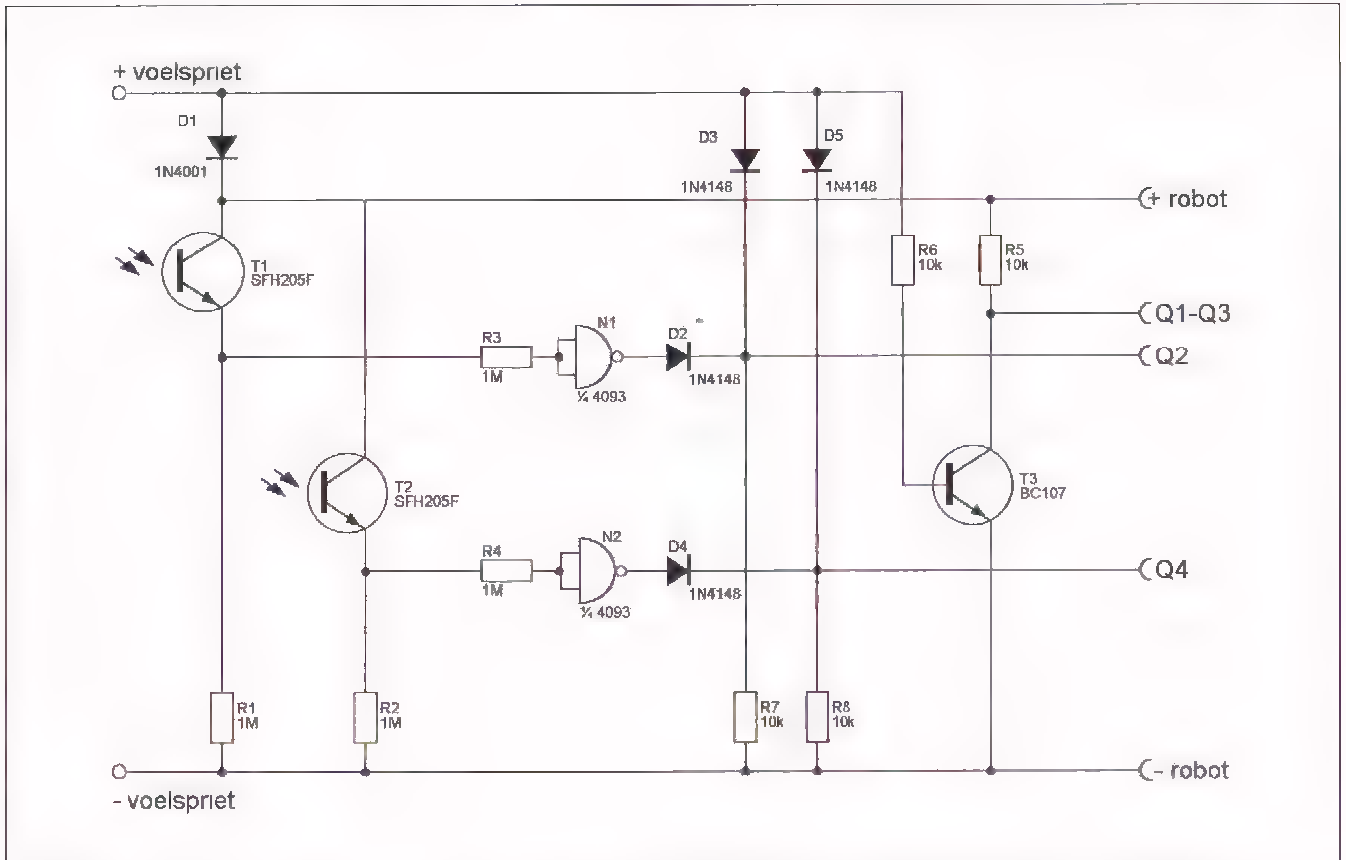 + voelspriet
D1
1N4001
D3
1N4148
D5
1N4148
+ robot
T1
SFH205F
R6
10k
R5
10k
Q1-Q3
R3
1M
N1
¼ 4093
D2
1N4148
Q2
T2
SFH205F
T3
BC107
R4
1M
N2
¼ 4093
D4
1N4148
Q4
R1
1M
R2
1M
R7
10k
R8
10k
- voelspriet
- robot